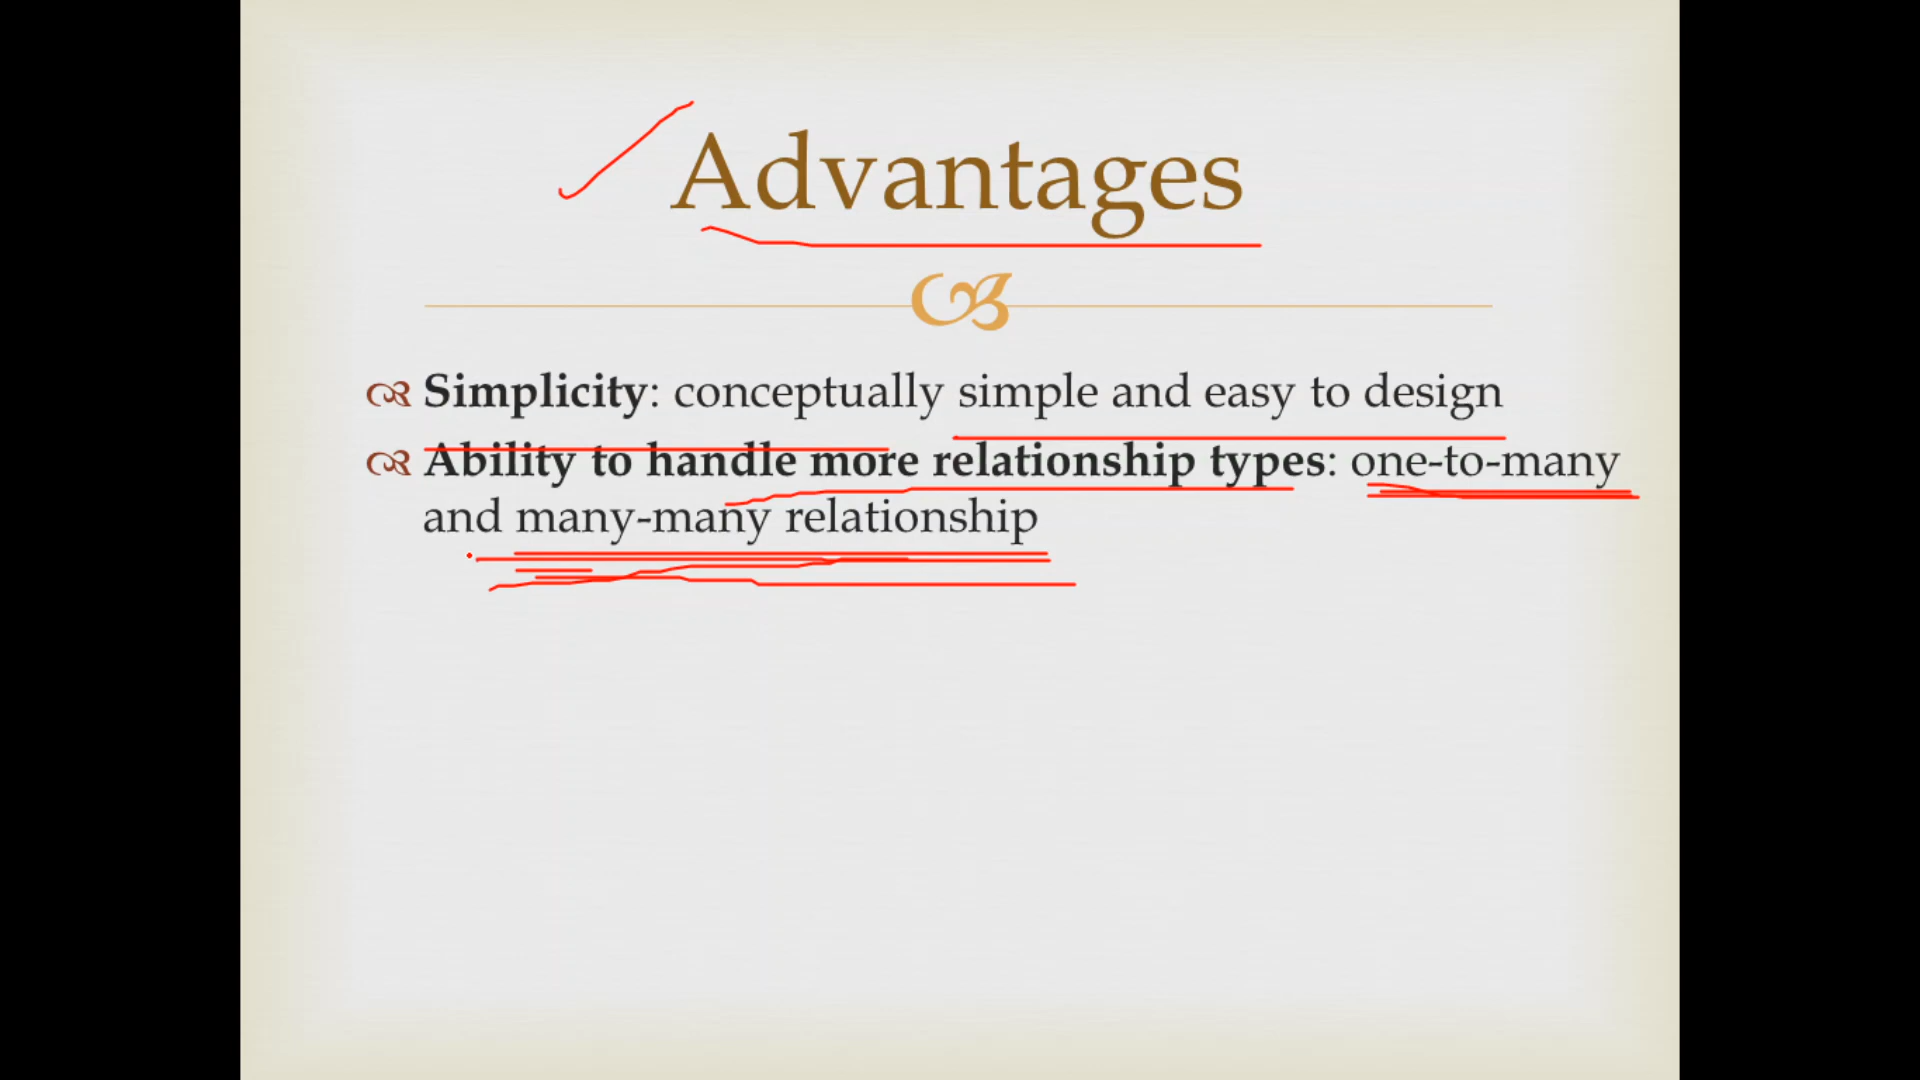 Advantages
Simplicity: conceptually simple and easy to design
Ability to handle more relationship types: one-to-many
and many-many relationship